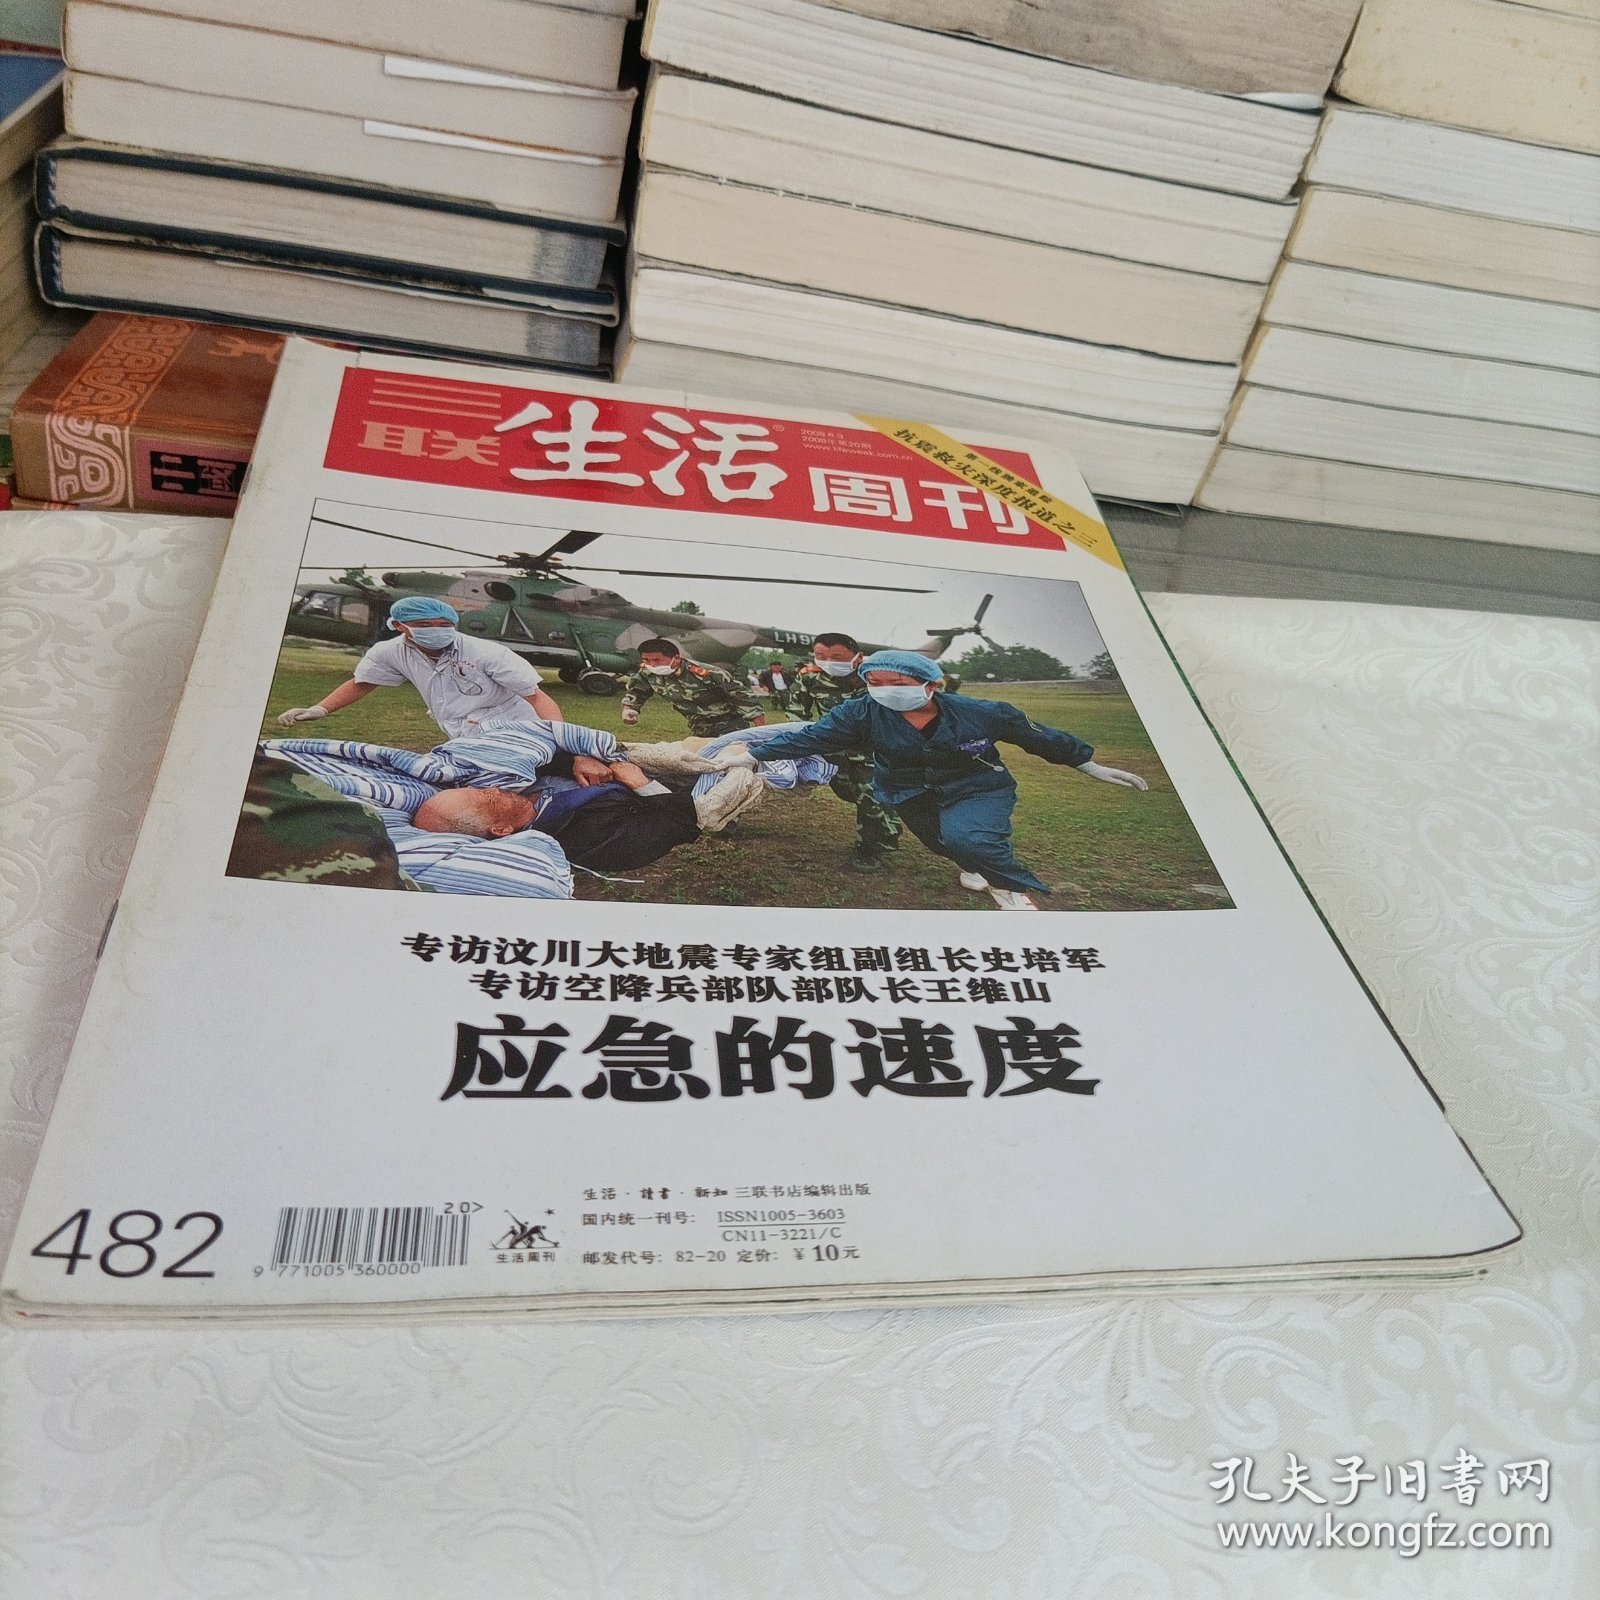 三联生活周刊
2008.6.9
2008年第20期
www.lifeweek.com.cn
抗震救灾深度报道之三
LH95
专访汶川大地震专家组副组长史培军
专访空降兵部队部队长王维山
应急的速度
482
20>
9 771005 360000
生活周刊
生活·读书·新知 三联书店编辑出版
国内统一刊号: ISSN1005-3603
CN11-3221/C
邮发代号: 82-20 定价: ¥10元
中國
孔夫子旧书网
www.kongfz.com